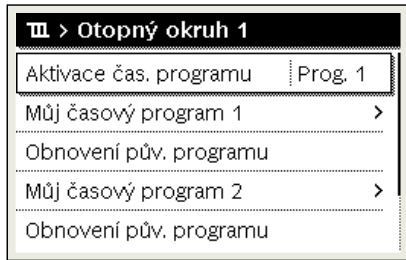 > Otopný okruh 1
Aktivace čas. programu Prog. 1
Můj časový program 1 >
Obnovení pův. programu
Můj časový program 2 >
Obnovení pův. programu